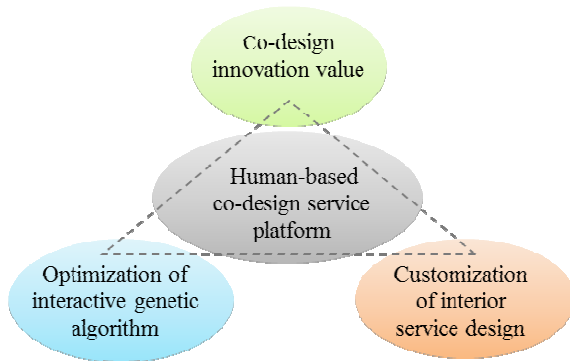 Co-design
innovation value
Human-based
co-design service
platform
Optimization of
interactive genetic
algorithm
Customization
of interior
service design